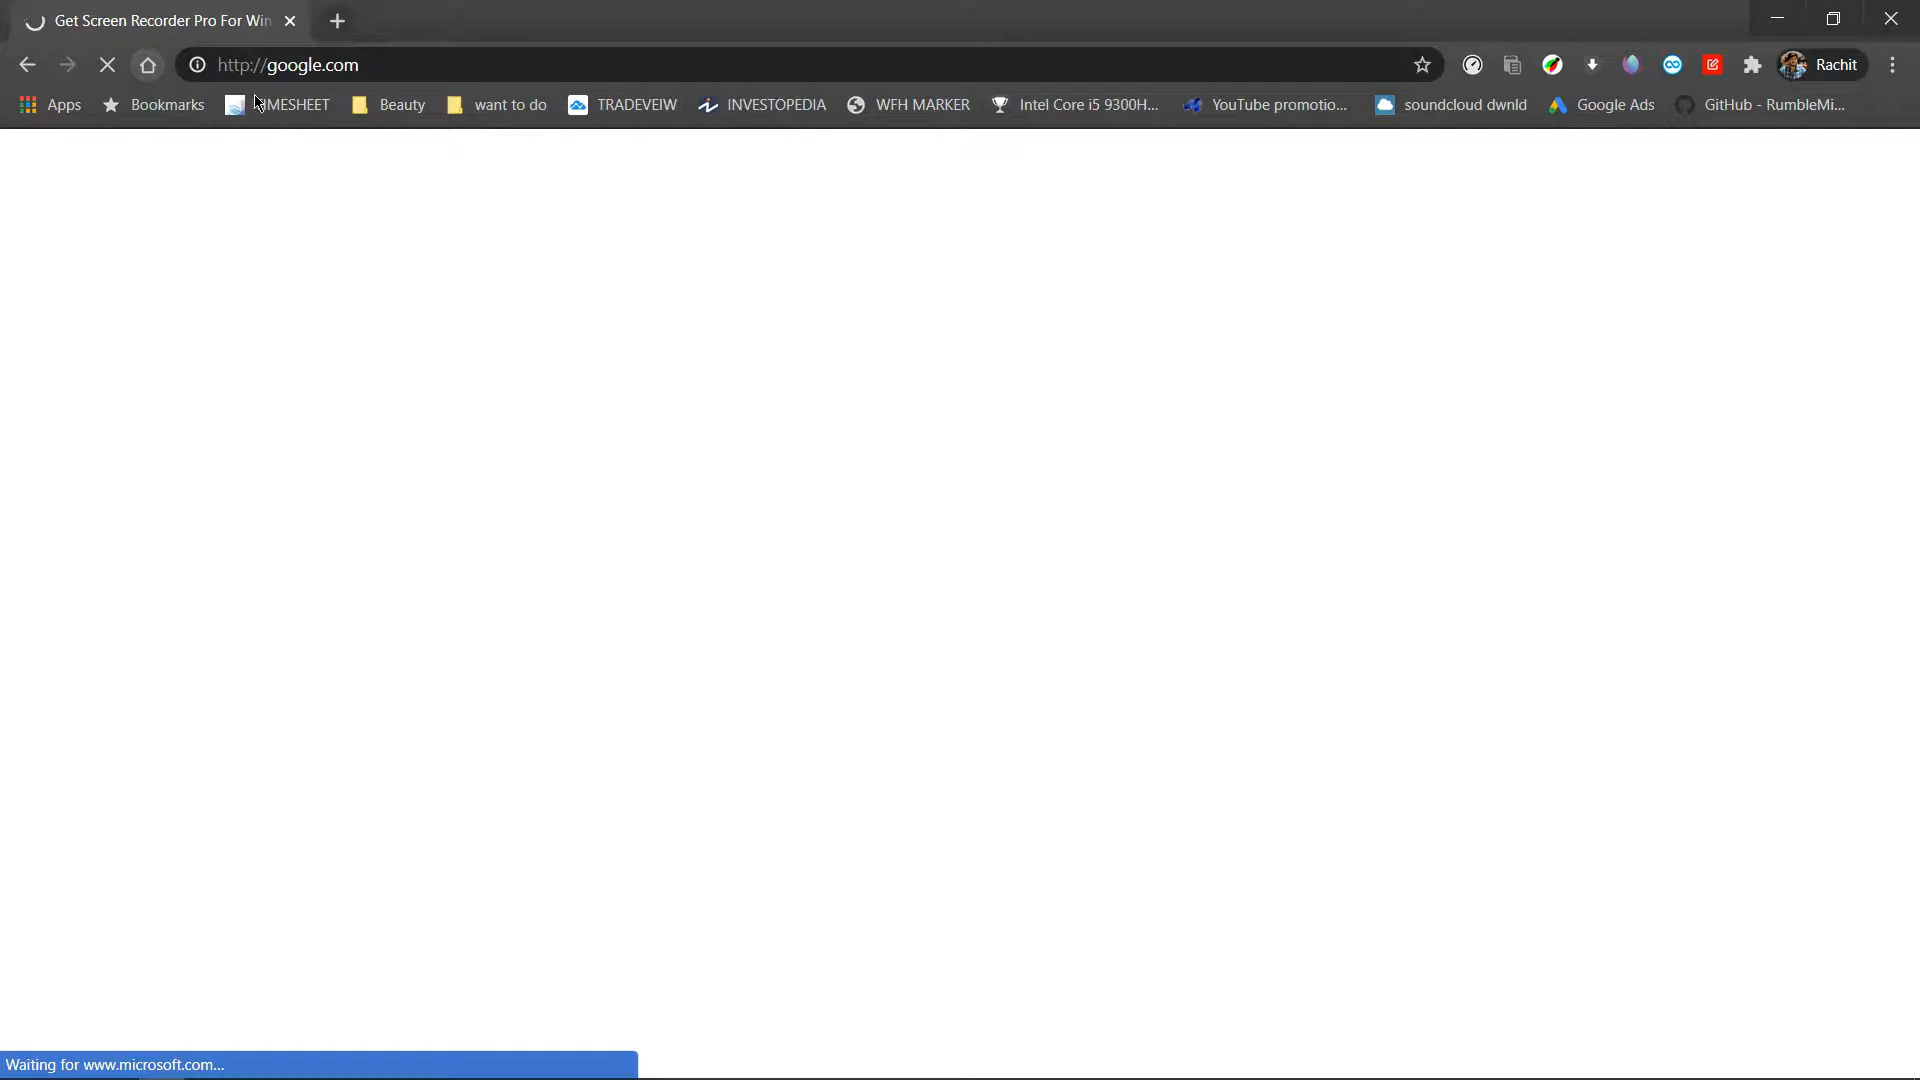 Get Screen Recorder Pro For Win
http://google.com
Rachit
Apps
Bookmarks
IMESHEET
Beauty
want to do
TRADEVEIW
INVESTOPEDIA
WFH MARKER
Intel Core i5 9300H...
YouTube promotio...
soundcloud dwnld
Google Ads
GitHub - RumbleMi...
Waiting for www.microsoft.com...